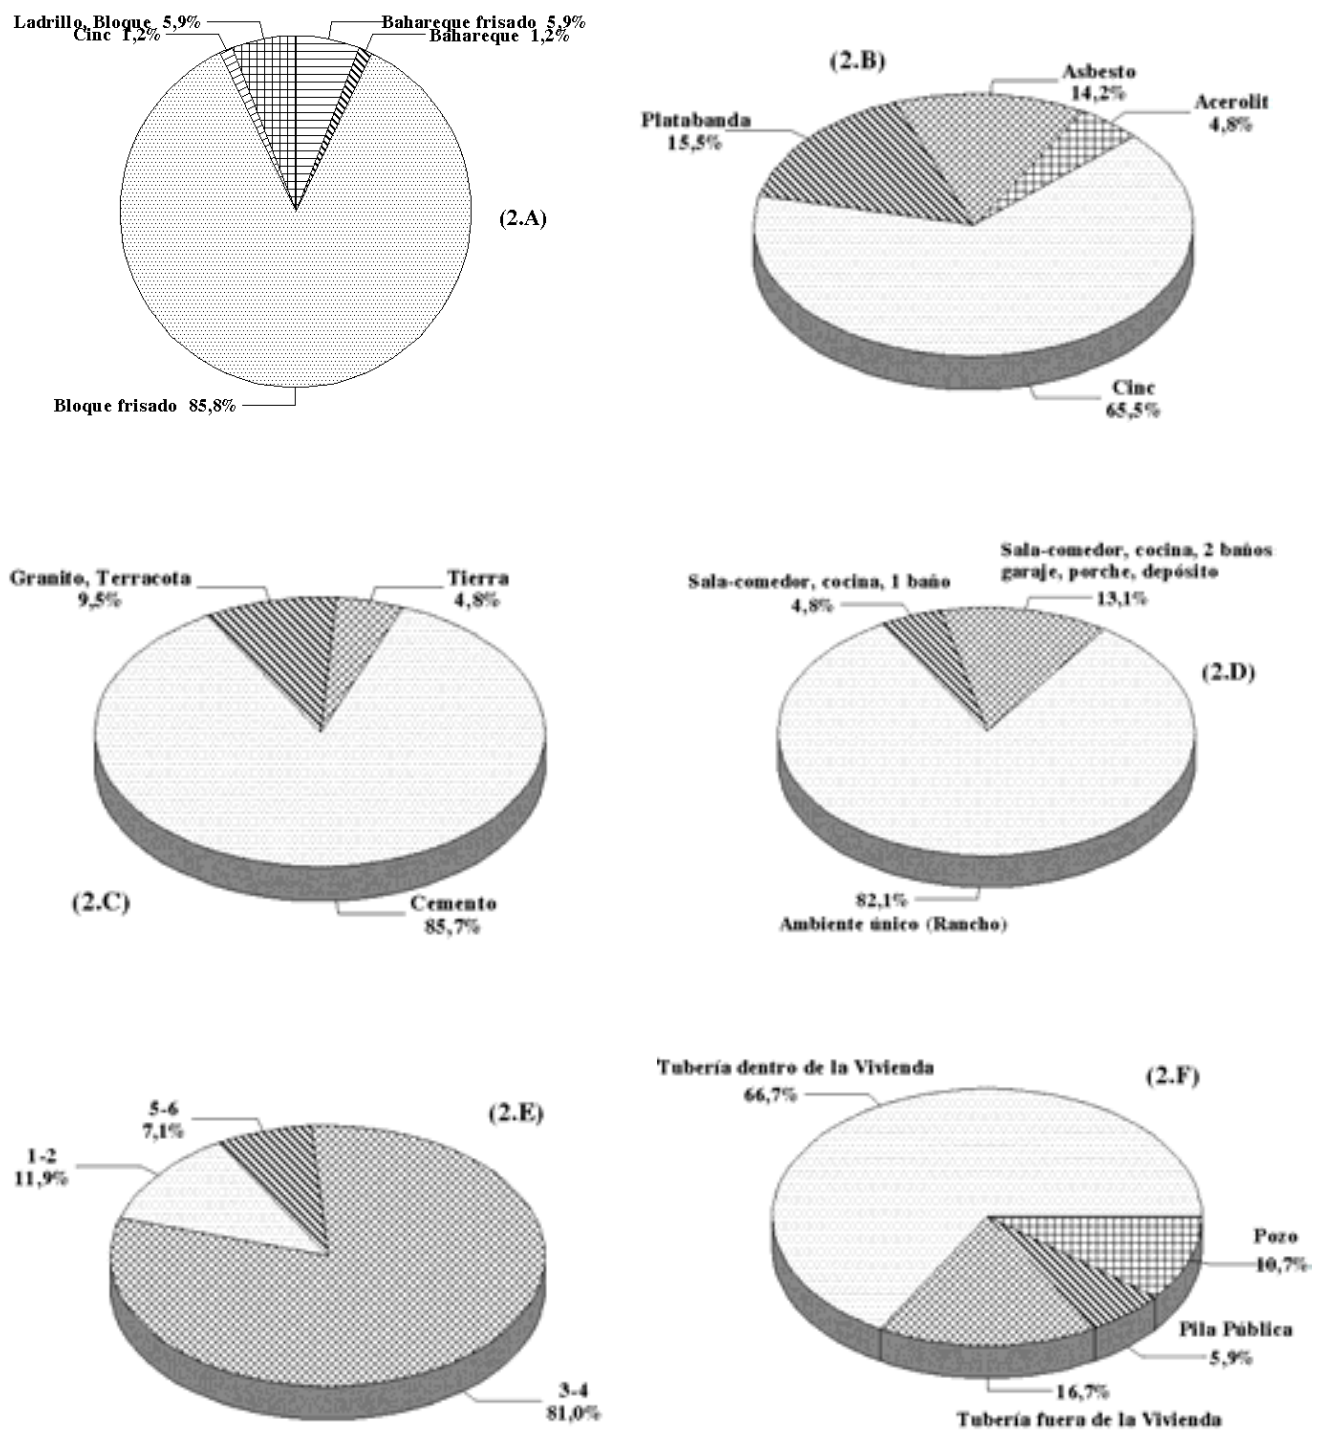 Ladrillo, Bloque 5,9%
Cinc 1,2%
Bahareque frisado 5,9%
Bahareque 1,2%
(2.A)
Bloque frisado 85,8%
(2.B)
Asbesto
14,2%
Acerolit
4,8%
Platabanda
15,5%
Cinc
65,5%
Granito, Terracota
9,5%
Tierra
4,8%
(2.C)
Cemento
85,7%
Sala-comedor, cocina, 2 baños
garaje, porche, depósito
13,1%
Sala-comedor, cocina, 1 baño
4,8%
(2.D)
82,1%
Ambiente único (Rancho)
5-6
7,1%
(2.E)
1-2
11,9%
3-4
81,0%
Tubería dentro de la Vivienda
66,7%
(2.F)
Pozo
10,7%
Pila Pública
5,9%
16,7%
Tubería fuera de la Vivienda